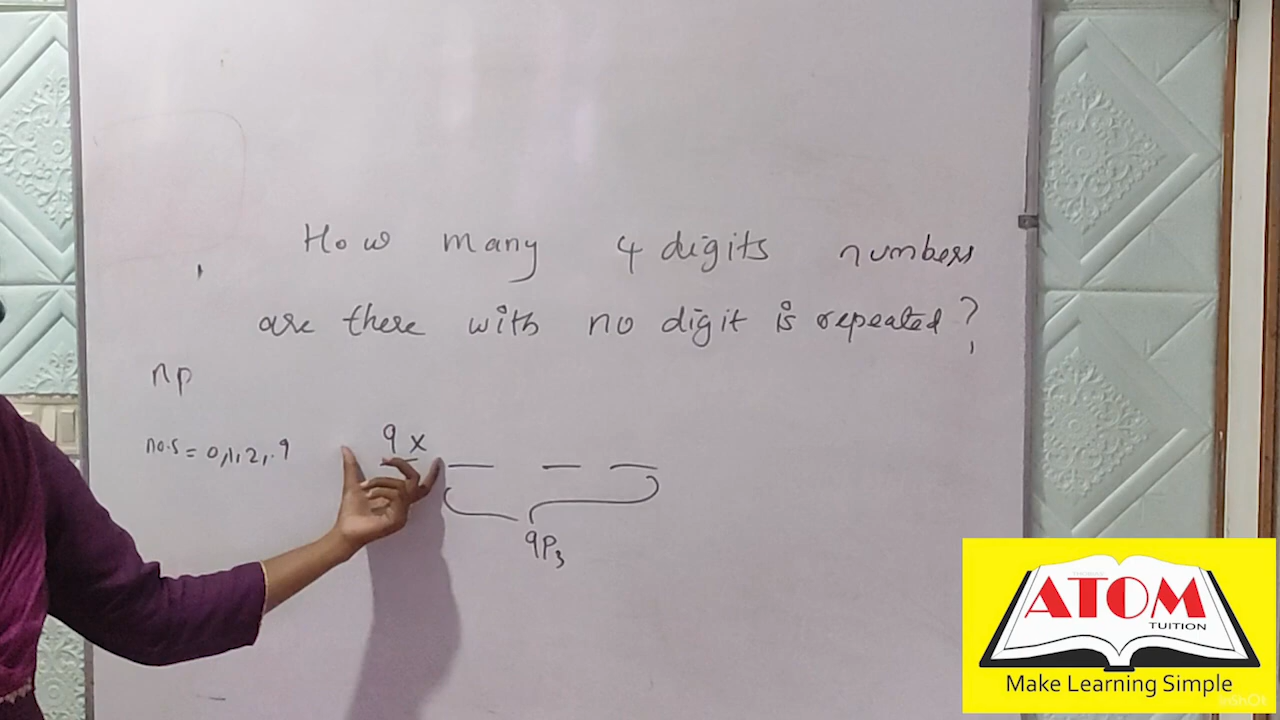 How many 4 digits numbers
are there with no digit is repeated?
np
no.s = 0,1,2,..9
9 x
9P₃
ATOM
TUITION
Make Learning Simple